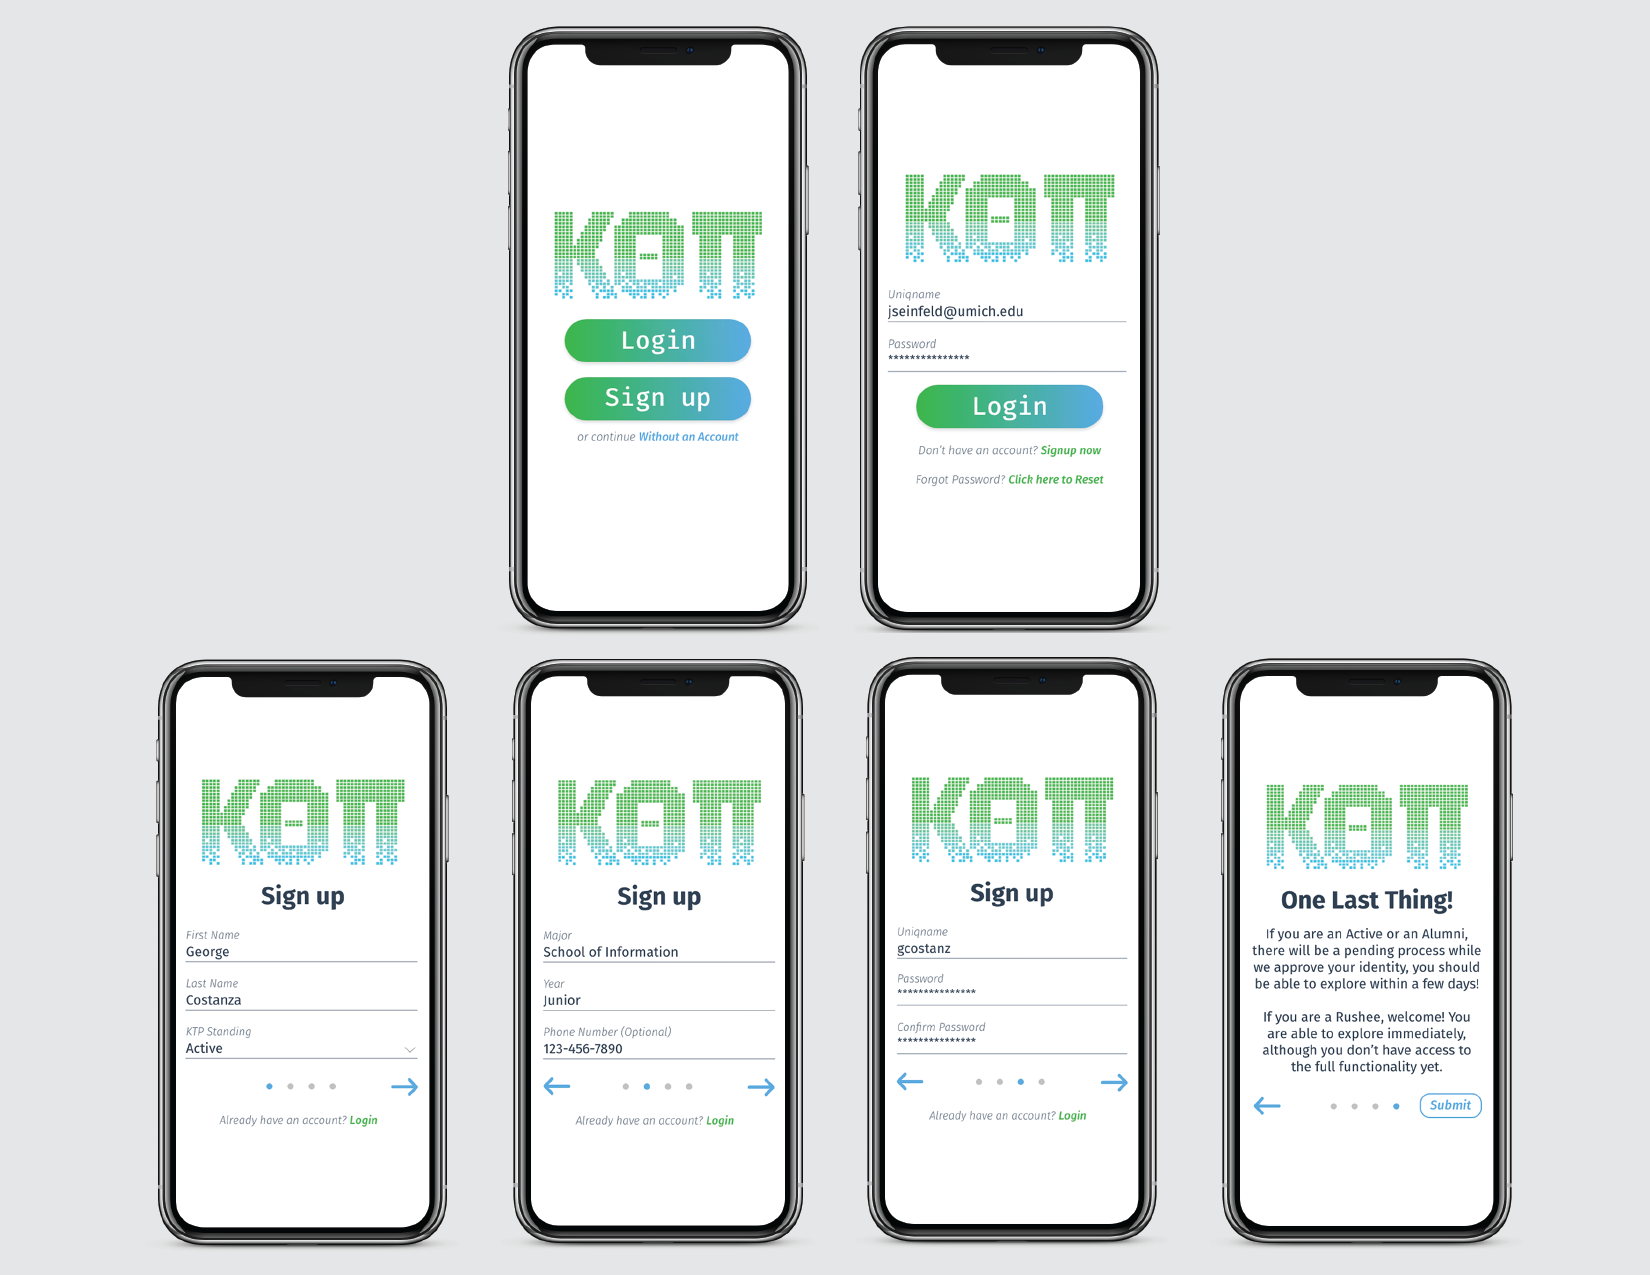 ΚΘΠ
Login
Sign up
or continue Without an Account
ΚΘΠ
Uniqname
jseinfeld@umich.edu
Password
***************
Login
Don't have an account? Signup now
Forgot Password? Click here to Reset
ΚΘΠ
Sign up
First Name
George
Last Name
Costanza
KTP Standing
Active
Already have an account? Login
ΚΘΠ
Sign up
Major
School of Information
Year
Junior
Phone Number (Optional)
123-456-7890
Already have an account? Login
ΚΘΠ
Sign up
Uniqname
gcostanz
Password
***************
Confirm Password
***************
Already have an account? Login
ΚΘΠ
One Last Thing!
If you are an Active or an Alumni,
there will be a pending process while
we approve your identity, you should
be able to explore within a few days!
If you are a Rushee, welcome! You
are able to explore immediately,
although you don't have access to
the full functionality yet.
Submit